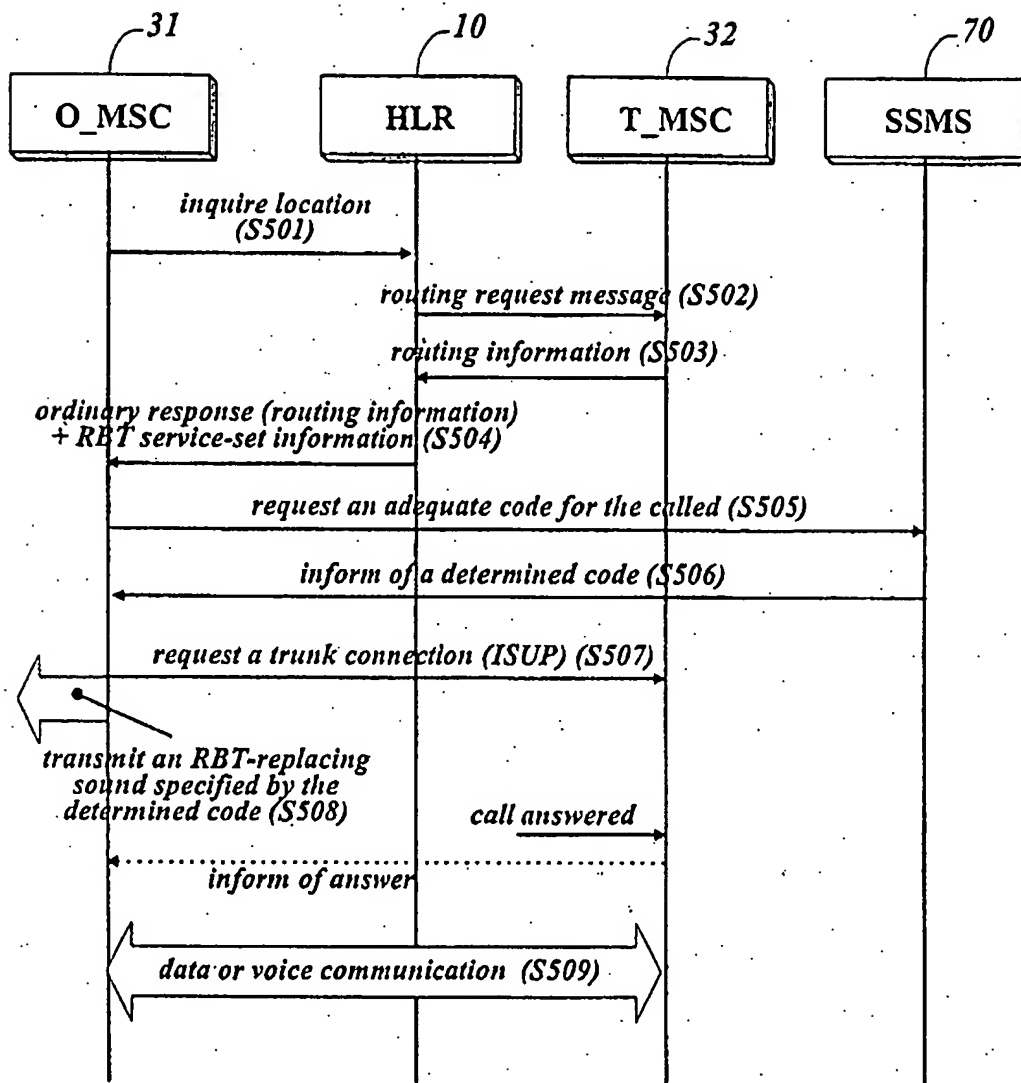 31 10 32 70
O_MSC HLR T_MSC SSMS
inquire location
(S501)
routing request message (S502)
routing information (S503)
ordinary response (routing information)
+ RBT service-set information (S504)
request an adequate code for the called (S505)
inform of a determined code (S506)
request a trunk connection (ISUP) (S507)
transmit an RBT-replacing
sound specified by the
determined code (S508)
call answered
inform of answer
data or voice communication (S509)